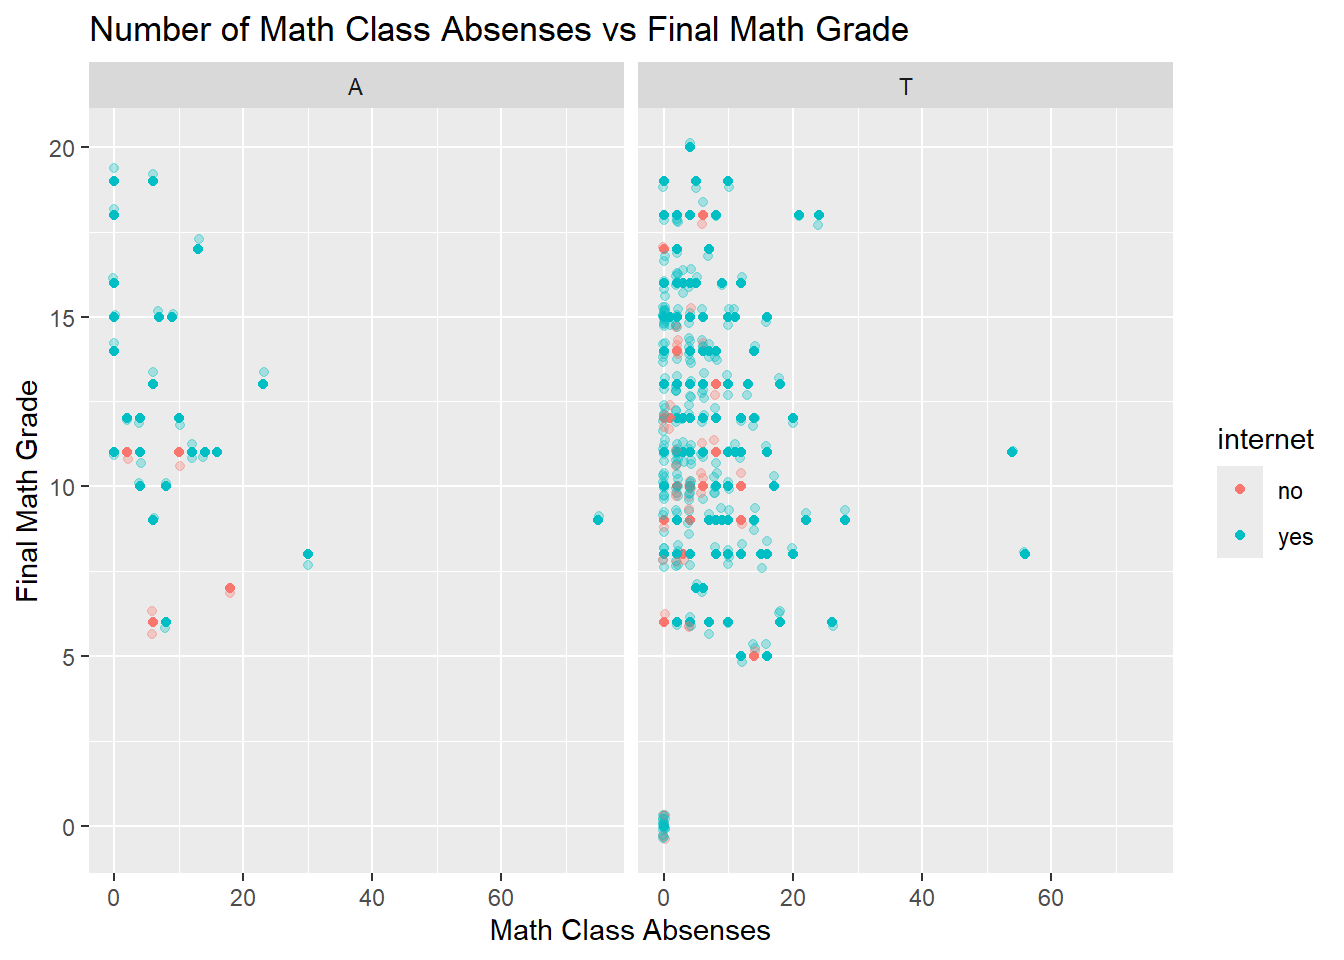 Number of Math Class Absenses vs Final Math Grade
A
T
20
15
10
5
0
Final Math Grade
0
20
40
60
0
20
40
60
Math Class Absenses
internet
no
yes